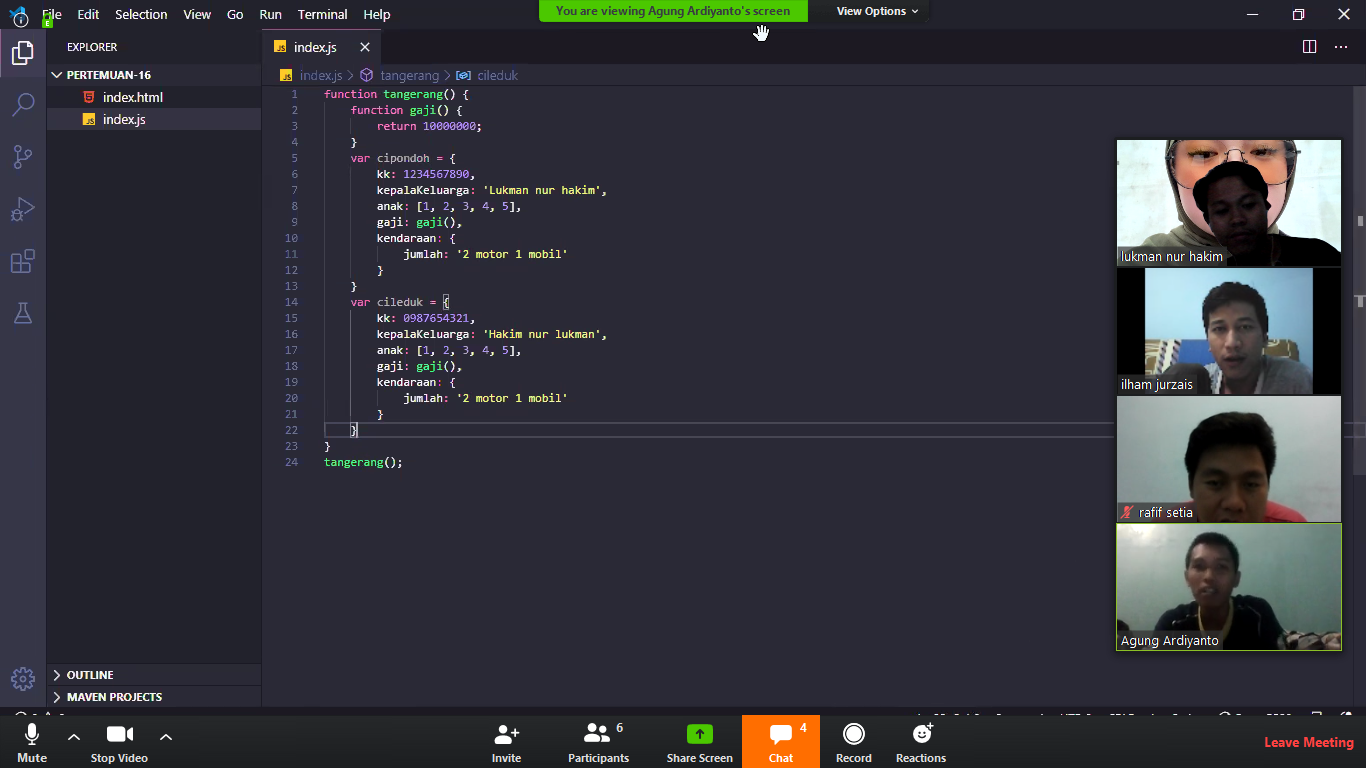 File Edit Selection View Go Run Terminal Help
You are viewing Agung Ardiyanto's screen
View Options
EXPLORER
PERTEMUAN-16
index.html
index.js
OUTLINE
MAVEN PROJECTS
index.js
index.js > tangerang > cileduk
1 function tangerang() {
2 function gaji() {
3 return 10000000;
4 }
5 var cipondoh = {
6 kk: 1234567890,
7 kepalaKeluarga: 'Lukman nur hakim',
8 anak: [1, 2, 3, 4, 5],
9 gaji: gaji(),
10 kendaraan: {
11 jumlah: '2 motor 1 mobil'
12 }
13 }
14 var cileduk = {
15 kk: 0987654321,
16 kepalaKeluarga: 'Hakim nur lukman',
17 anak: [1, 2, 3, 4, 5],
18 gaji: gaji(),
19 kendaraan: {
20 jumlah: '2 motor 1 mobil'
21 }
22 }
23 }
24 tangerang();
lukman nur hakim
ilham jurzais
rafif setia
Agung Ardiyanto
Mute
Stop Video
Invite
Participants 6
Share Screen
Chat 4
Record
Reactions
Leave Meeting